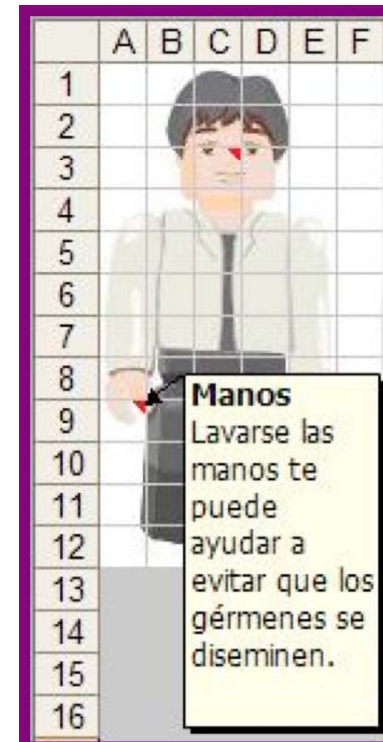 A B C D E F
1
2
3
4
5
6
7
8
9
10
11
12
13
14
15
16
Manos
Lavarse las
manos te
puede
ayudar a
evitar que los
gérmenes se
diseminen.